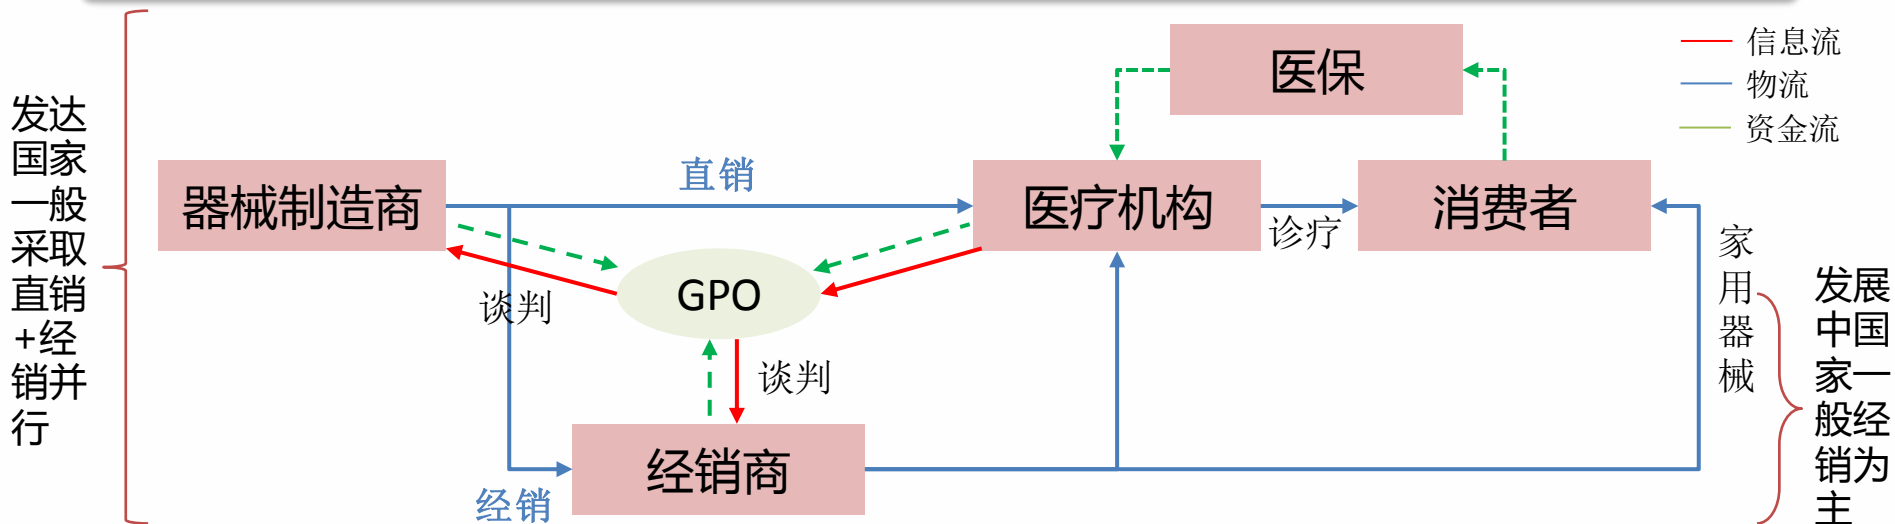 医保
信息流
物流
资金流
发达
国家
一般
采取
直销
+经
销并
行
器械制造商
直销
医疗机构
诊疗
消费者
家
用
器
械
谈判
GPO
谈判
经销商
经销
发展
中国
家一
般经
销为
主